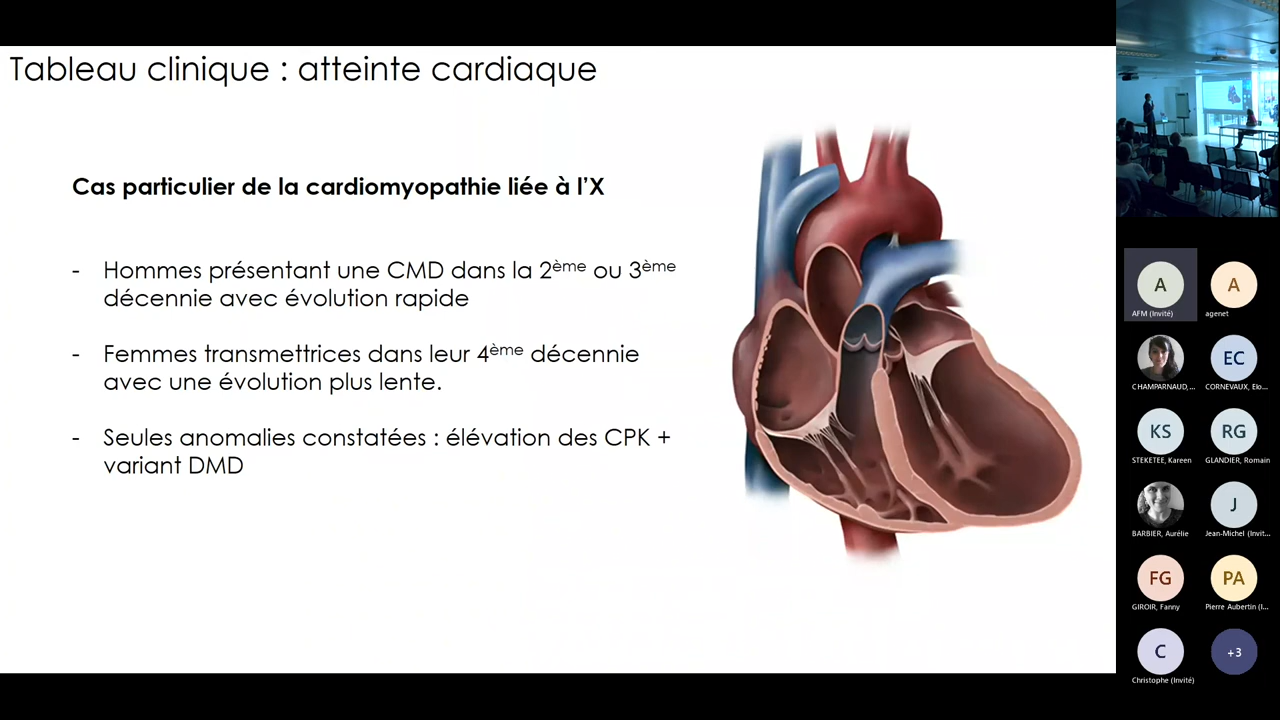 Tableau clinique : atteinte cardiaque
Cas particulier de la cardiomyopathie liée à l'X
- Hommes présentant une CMD dans la 2ème ou 3ème
décennie avec évolution rapide
- Femmes transmettrices dans leur 4ème décennie
avec une évolution plus lente.
- Seules anomalies constatées : élévation des CPK +
variant DMD
A
AFM (Invité)
A
agenet
CHAMPARNAUD,...
EC
CORNEVAUX, Elo...
KS
STEKETEE, Kareen
RG
GLANDIER, Romain
BARBIER, Aurélie
J
Jean-Michel (Invit...
FG
GIROIR, Fanny
PA
Pierre Aubertin (I...
C
Christophe (Invité)
+3